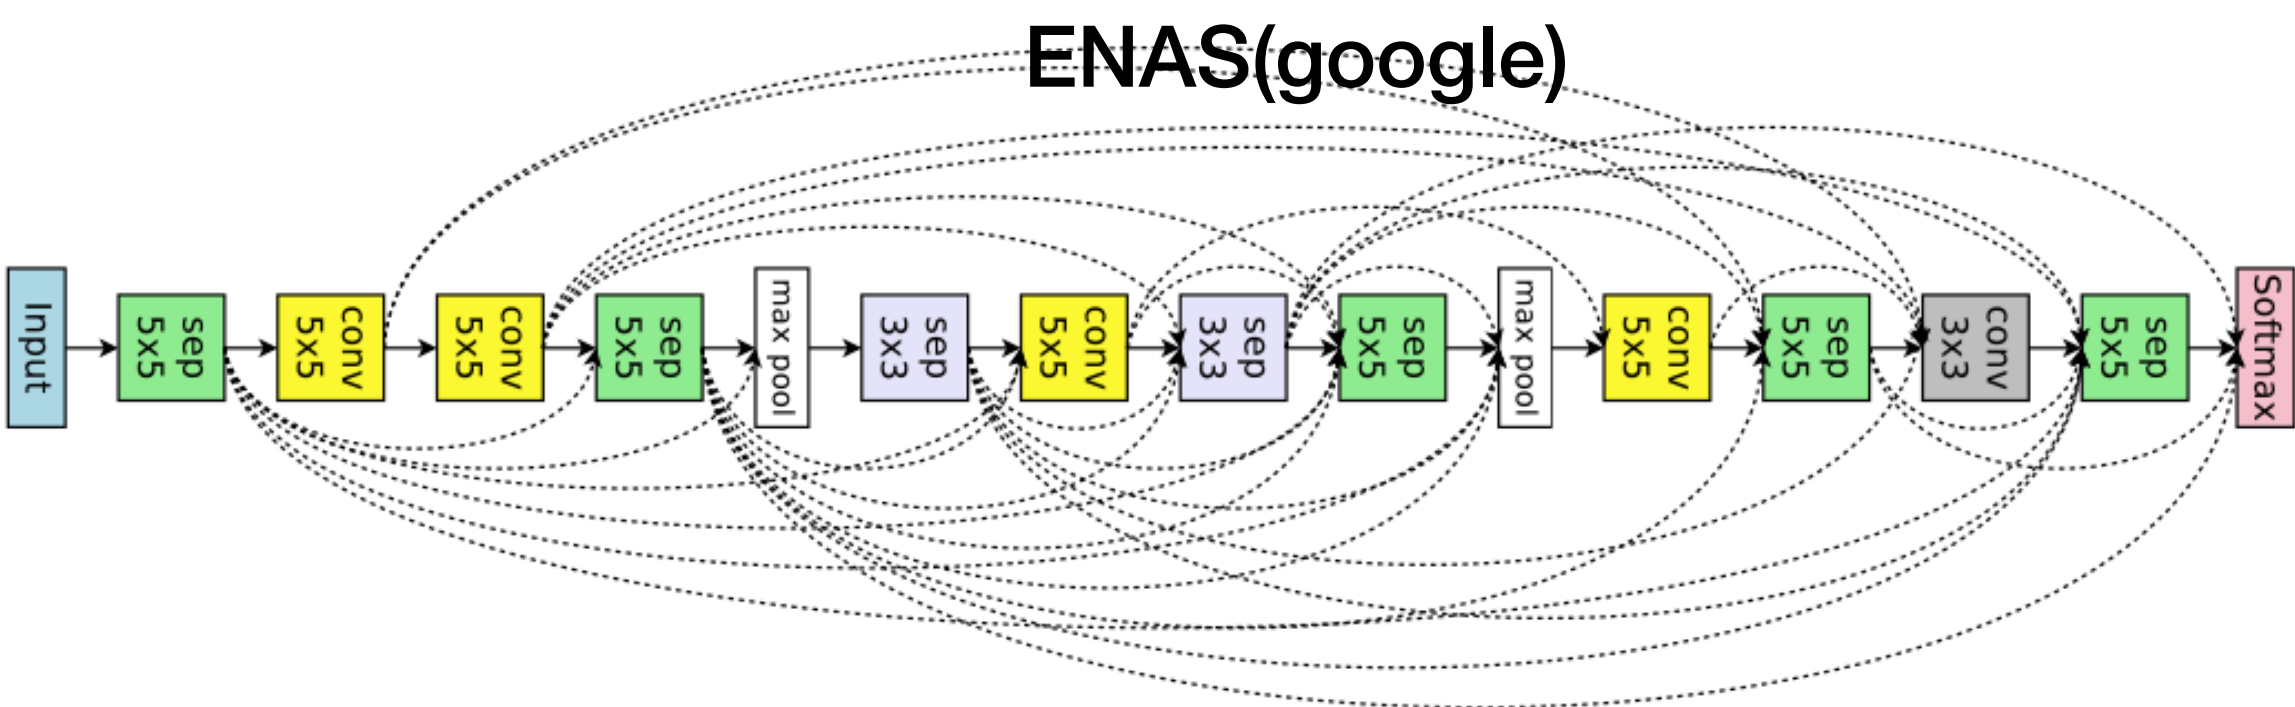 ENAS(google)
Input
sep
5x5
conv
5x5
conv
5x5
sep
5x5
max pool
sep
3x3
conv
5x5
sep
3x3
sep
5x5
max pool
conv
5x5
sep
5x5
conv
3x3
sep
5x5
Softmax